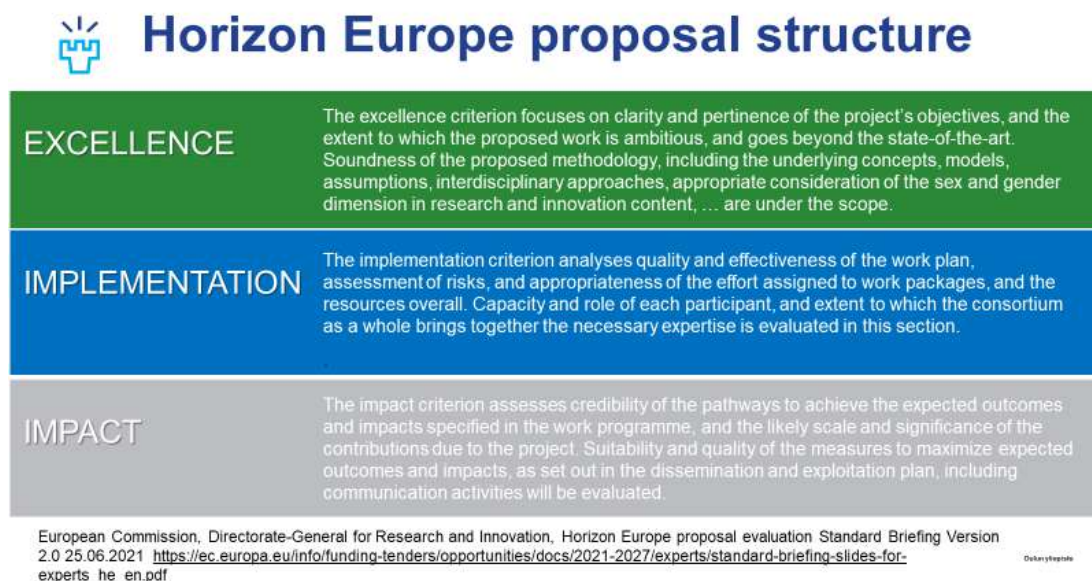 Horizon Europe proposal structure
EXCELLENCE
The excellence criterion focuses on clarity and pertinence of the project's objectives, and the
extent to which the proposed work is ambitious, and goes beyond the state-of-the-art.
Soundness of the proposed methodology, including the underlying concepts, models,
assumptions, interdisciplinary approaches, appropriate consideration of the sex and gender
dimension in research and innovation content, … are under the scope.
IMPLEMENTATION
The implementation criterion analyses quality and effectiveness of the work plan,
assessment of risks, and appropriateness of the effort assigned to work packages, and the
resources overall. Capacity and role of each participant, and extent to which the consortium
as a whole brings together the necessary expertise is evaluated in this section.
IMPACT
The impact criterion assesses credibility of the pathways to achieve the expected outcomes
and impacts specified in the work programme, and the likely scale and significance of the
contributions due to the project. Suitability and quality of the measures to maximize expected
outcomes and impacts, as set out in the dissemination and exploitation plan, including
communication activities will be evaluated.
European Commission, Directorate-General for Research and Innovation, Horizon Europe proposal evaluation Standard Briefing Version
2.0 25.06.2021 https://ec.europa.eu/info/funding-tenders/opportunities/docs/2021-2027/experts/standard-briefing-slides-for-
experts_he_en.pdf
Oulun yliopisto